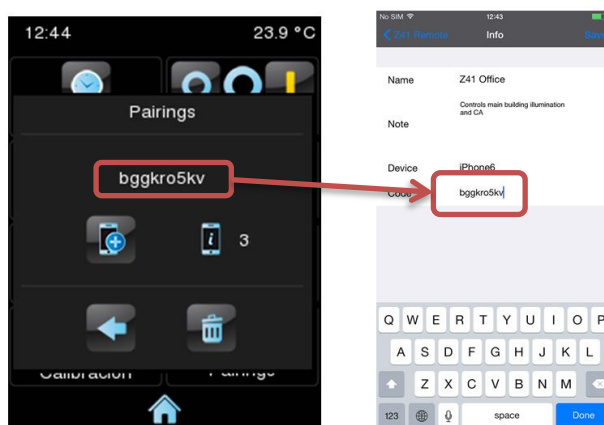 12:44 23.9 °C
Pairings
bggkro5kv
3
Calibración Pairings
No SIM 12:43
Z41 Remote Info Save
Name Z41 Office
Note Controls main building illumination
and CA
Device iPhone6
Code bggkro5kv
Q W E R T Y U I O P
A S D F G H J K L
Z X C V B N M
123 space Done